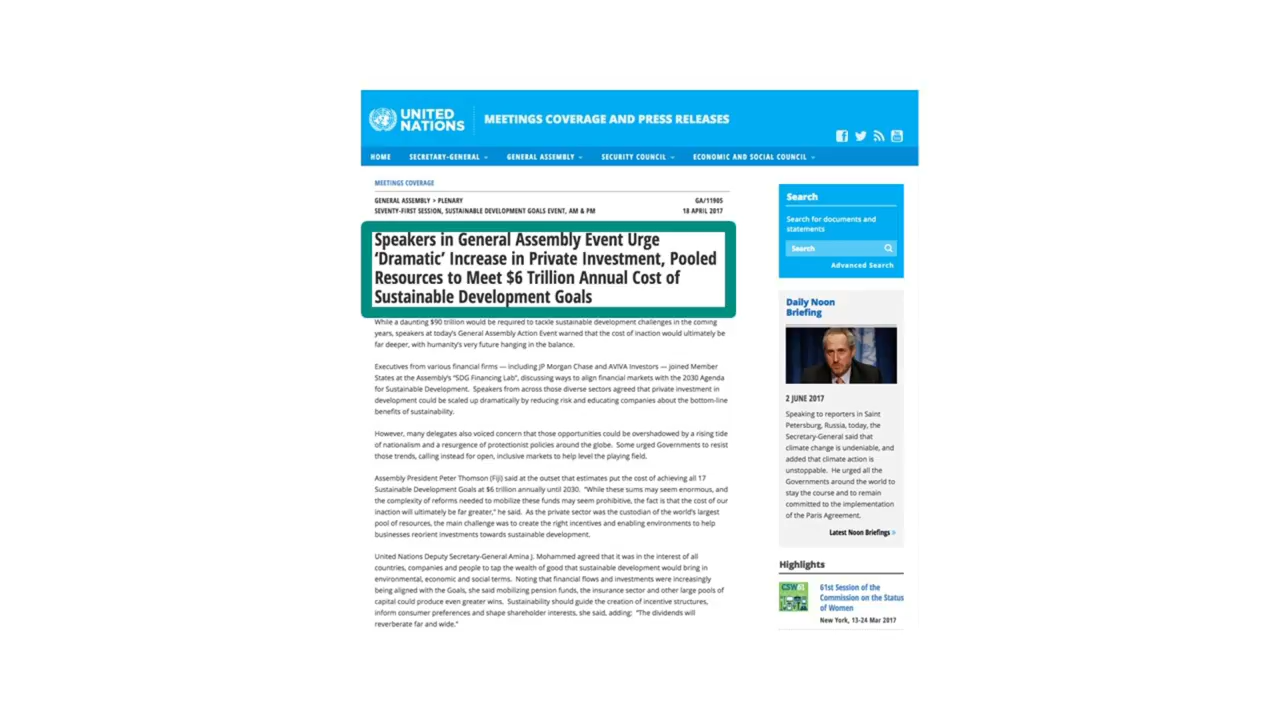 UNITED
NATIONS
MEETINGS COVERAGE AND PRESS RELEASES
HOME SECRETARY-GENERAL GENERAL ASSEMBLY SECURITY COUNCIL ECONOMIC AND SOCIAL COUNCIL
MEETINGS COVERAGE
GENERAL ASSEMBLY > PLENARY GA/11905
SEVENTY-FIRST SESSION, SUSTAINABLE DEVELOPMENT GOALS EVENT, AM & PM 18 APRIL 2017
Speakers in General Assembly Event Urge
‘Dramatic’ Increase in Private Investment, Pooled
Resources to Meet $6 Trillion Annual Cost of
Sustainable Development Goals
While a daunting $90 trillion would be required to tackle sustainable development challenges in the coming
years, speakers at today's General Assembly Action Event warned that the cost of inaction would ultimately be
far deeper, with humanity's very future hanging in the balance.
Executives from various financial firms — including JP Morgan Chase and AVIVA Investors — joined Member
States at the Assembly's "SDG Financing Lab", discussing ways to align financial markets with the 2030 Agenda
for Sustainable Development. Speakers from across those diverse sectors agreed that private investment in
development could be scaled up dramatically by reducing risk and educating companies about the bottom-line
benefits of sustainability.
However, many delegates also voiced concern that those opportunities could be overshadowed by a rising tide
of nationalism and a resurgence of protectionist policies around the globe. Some urged Governments to resist
those trends, calling instead for open, inclusive markets to help level the playing field.
Assembly President Peter Thomson (Fiji) said at the outset that estimates put the cost of achieving all 17
Sustainable Development Goals at $6 trillion annually until 2030. "While these sums may seem enormous, and
the complexity of reforms needed to mobilize these funds may seem prohibitive, the fact is that the cost of our
inaction will ultimately be far greater," he said. As the private sector was the custodian of the world's largest
pool of resources, the main challenge was to create the right incentives and enabling environments to help
businesses reorient investments towards sustainable development.
United Nations Deputy Secretary-General Amina J. Mohammed agreed that it was in the interest of all
countries, companies and people to tap the wealth of good that sustainable development would bring in
environmental, economic and social terms. Noting that financial flows and investments were increasingly
being aligned with the Goals, she said mobilizing pension funds, the insurance sector and other large pools of
capital could produce even greater wins. Sustainability should guide the creation of incentive structures,
inform consumer preferences and shape shareholder interests, she said, adding: "The dividends will
reverberate far and wide."
Search
Search for documents and
statements
Search
Advanced Search
Daily Noon
Briefing
2 JUNE 2017
Speaking to reporters in Saint
Petersburg, Russia, today, the
Secretary-General said that
climate change is undeniable, and
added that climate action is
unstoppable. He urged all the
Governments around the world to
stay the course and to remain
committed to the implementation
of the Paris Agreement.
Latest Noon Briefings »
Highlights
CSW61
61st Session of the
Commission on the Status
of Women
New York, 13-24 Mar 2017